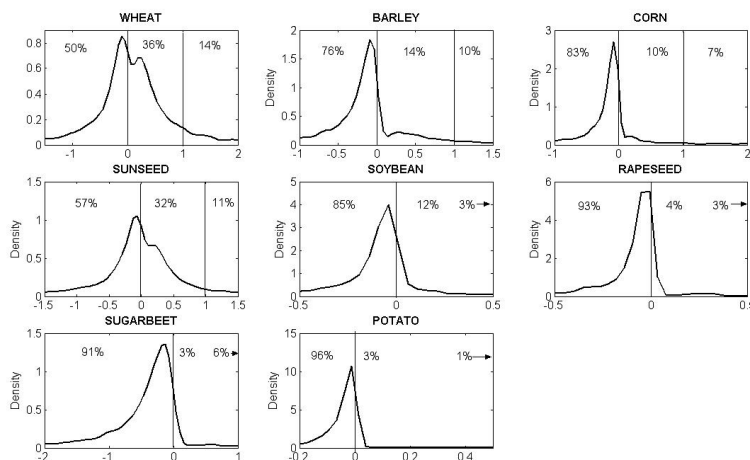 WHEAT
50% 36% 14%
0.8
0.6
0.4
0.2
0
-1 0 1 2
BARLEY
76% 14% 10%
Density
2
1.5
1
0.5
0
-1 -0.5 0 0.5 1 1.5
CORN
83% 10% 7%
Density
3
2
1
0
-1 0 1 2
SUNSEED
57% 32% 11%
Density
1.5
1
0.5
0
-1.5 -1 -0.5 0 0.5 1 1.5
SOYBEAN
85% 12% 3%
Density
5
4
3
2
1
0
-0.5 0 0.5
RAPESEED
93% 4% 3%
Density
6
4
2
0
-0.5 0 0.5
SUGARBEET
91% 3% 6%
Density
1.5
1
0.5
0
-2 -1 0 1
POTATO
96% 3% 1%
Density
15
10
5
0
-0.2 0 0.2 0.4